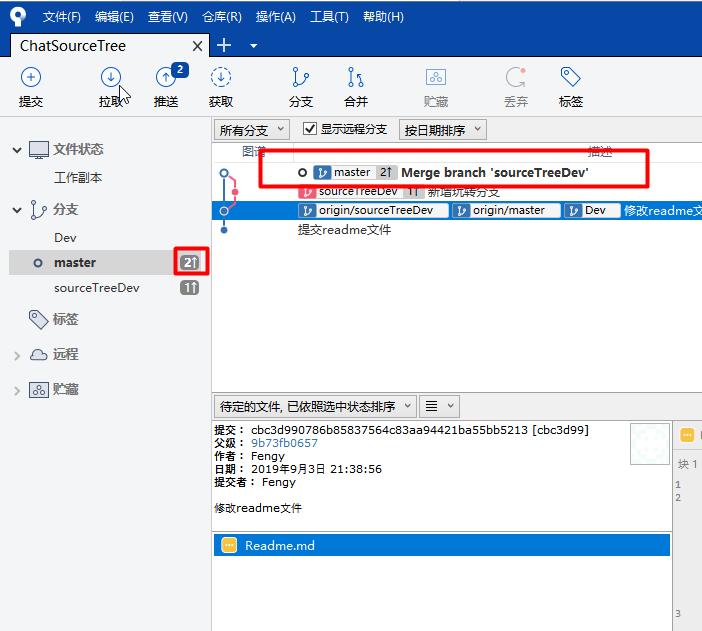 文件(F) 编辑(E) 查看(V) 仓库(R) 操作(A) 工具(T) 帮助(H)
ChatSourceTree
2
提交 拉取 推送 获取 分支 合并 贮藏 丢弃 标签
文件状态
工作副本
分支
Dev
master 2↑
sourceTreeDev 1↑
标签
远程
贮藏
所有分支 显示远程分支 按日期排序
图谱 描述
master 2↑ Merge branch 'sourceTreeDev'
sourceTreeDev 1↑ 新增玩转分支
origin/sourceTreeDev origin/master Dev 修改readme文
提交readme文件
待定的文件, 已依照选中状态排序
提交: cbc3d990786b85837564c83aa94421ba55bb5213 [cbc3d99]
父级: 9b73fb0657
作者: Fengy
日期: 2019年9月3日 21:38:56
提交者: Fengy
修改readme文件
Readme.md
块 1
1
2
3